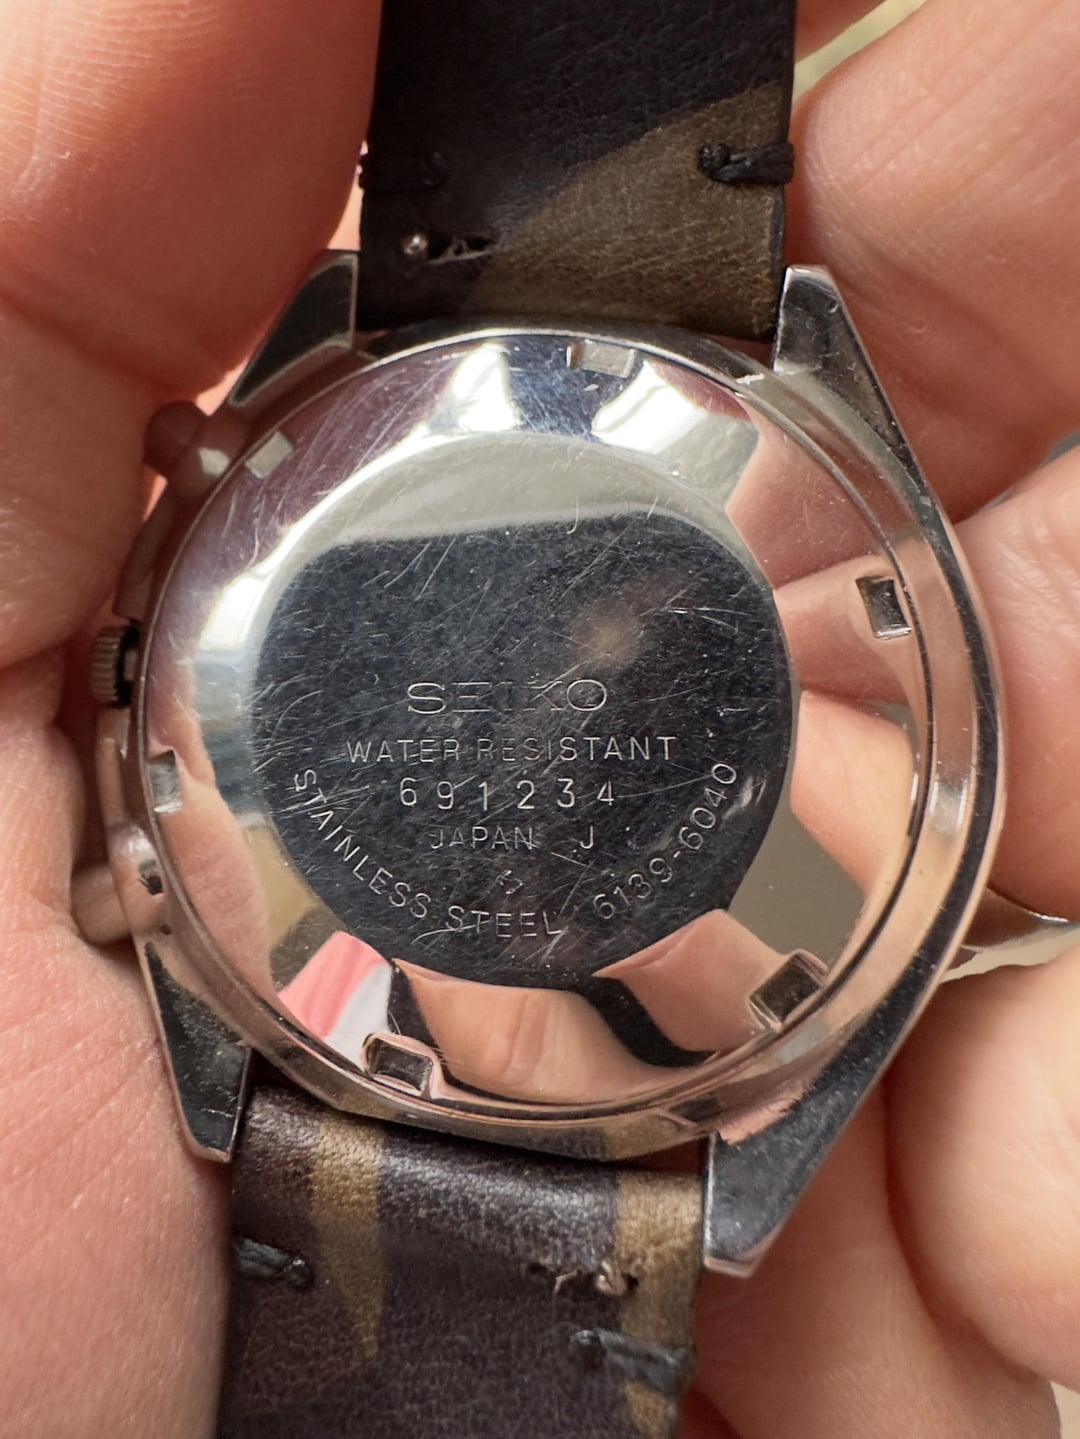 SEIKO
WATER RESISTANT
691234
JAPAN J
STAINLESS STEEL 6139-6040